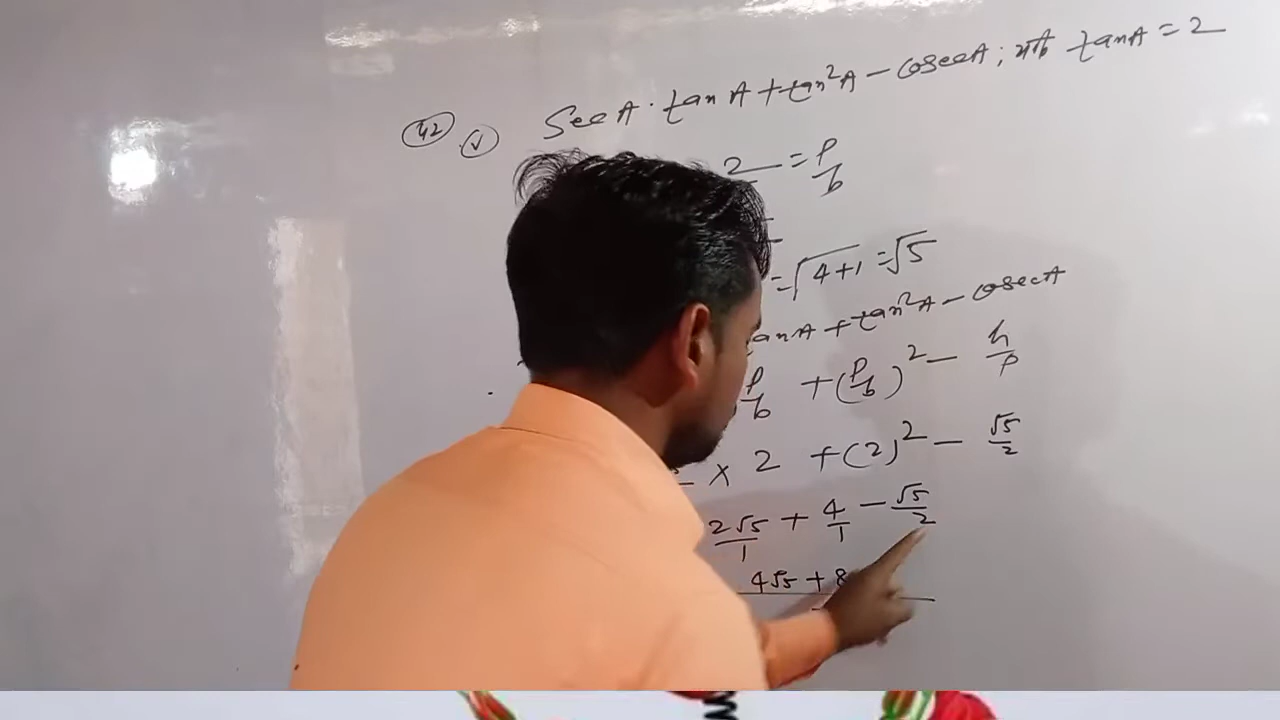 42 v SecA · tanA + tan²A - cosecA ; यदि tanA = 2
2 = p/b
= √4+1 = √5
anA + tan²A - cosecA
p/b + (p/b)² - h/p
× 2 + (2)² - √5/2
2√5/1 + 4/1 - √5/2
4√5 + 8